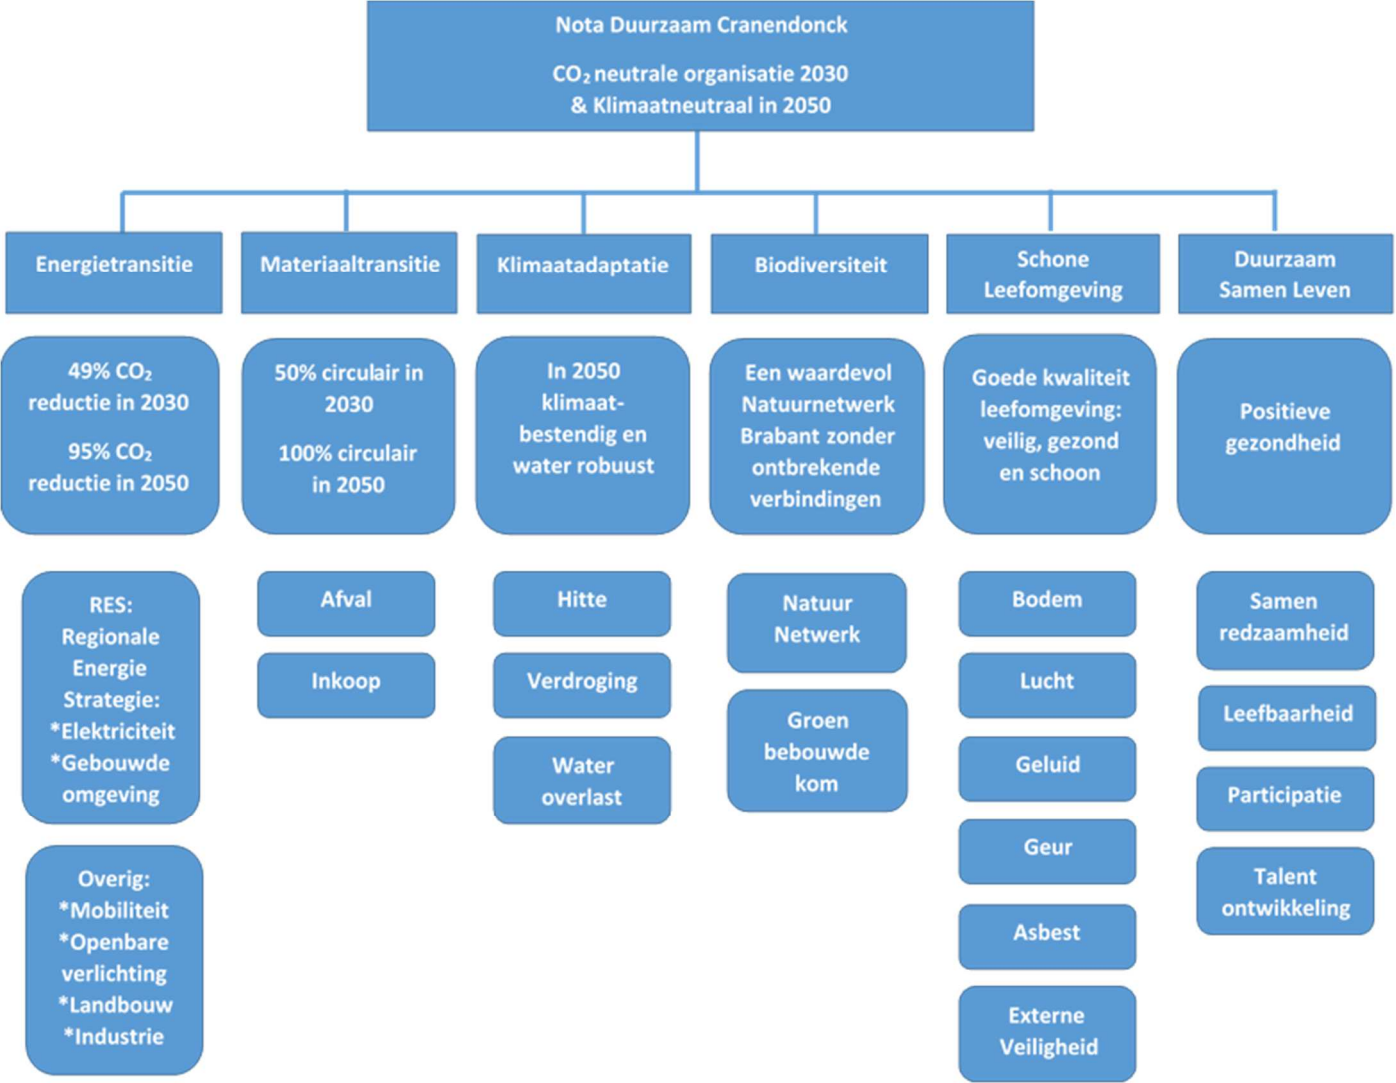 Nota Duurzaam Cranendonck
CO₂ neutrale organisatie 2030
& Klimaatneutraal in 2050
Energietransitie
49% CO₂
reductie in 2030
95% CO₂
reductie in 2050
RES:
Regionale
Energie
Strategie:
*Elektriciteit
*Gebouwde
omgeving
Overig:
*Mobiliteit
*Openbare
verlichting
*Landbouw
*Industrie
Materiaaltransitie
50% circulair in
2030
100% circulair
in 2050
Afval
Inkoop
Klimaatadaptatie
In 2050
klimaat-
bestendig en
water robuust
Hitte
Verdroging
Water
overlast
Biodiversiteit
Een waardevol
Natuurnetwerk
Brabant zonder
ontbrekende
verbindingen
Natuur
Netwerk
Groen
bebouwde
kom
Schone
Leefomgeving
Goede kwaliteit
leefomgeving:
veilig, gezond
en schoon
Bodem
Lucht
Geluid
Geur
Asbest
Externe
Veiligheid
Duurzaam
Samen Leven
Positieve
gezondheid
Samen
redzaamheid
Leefbaarheid
Participatie
Talent
ontwikkeling